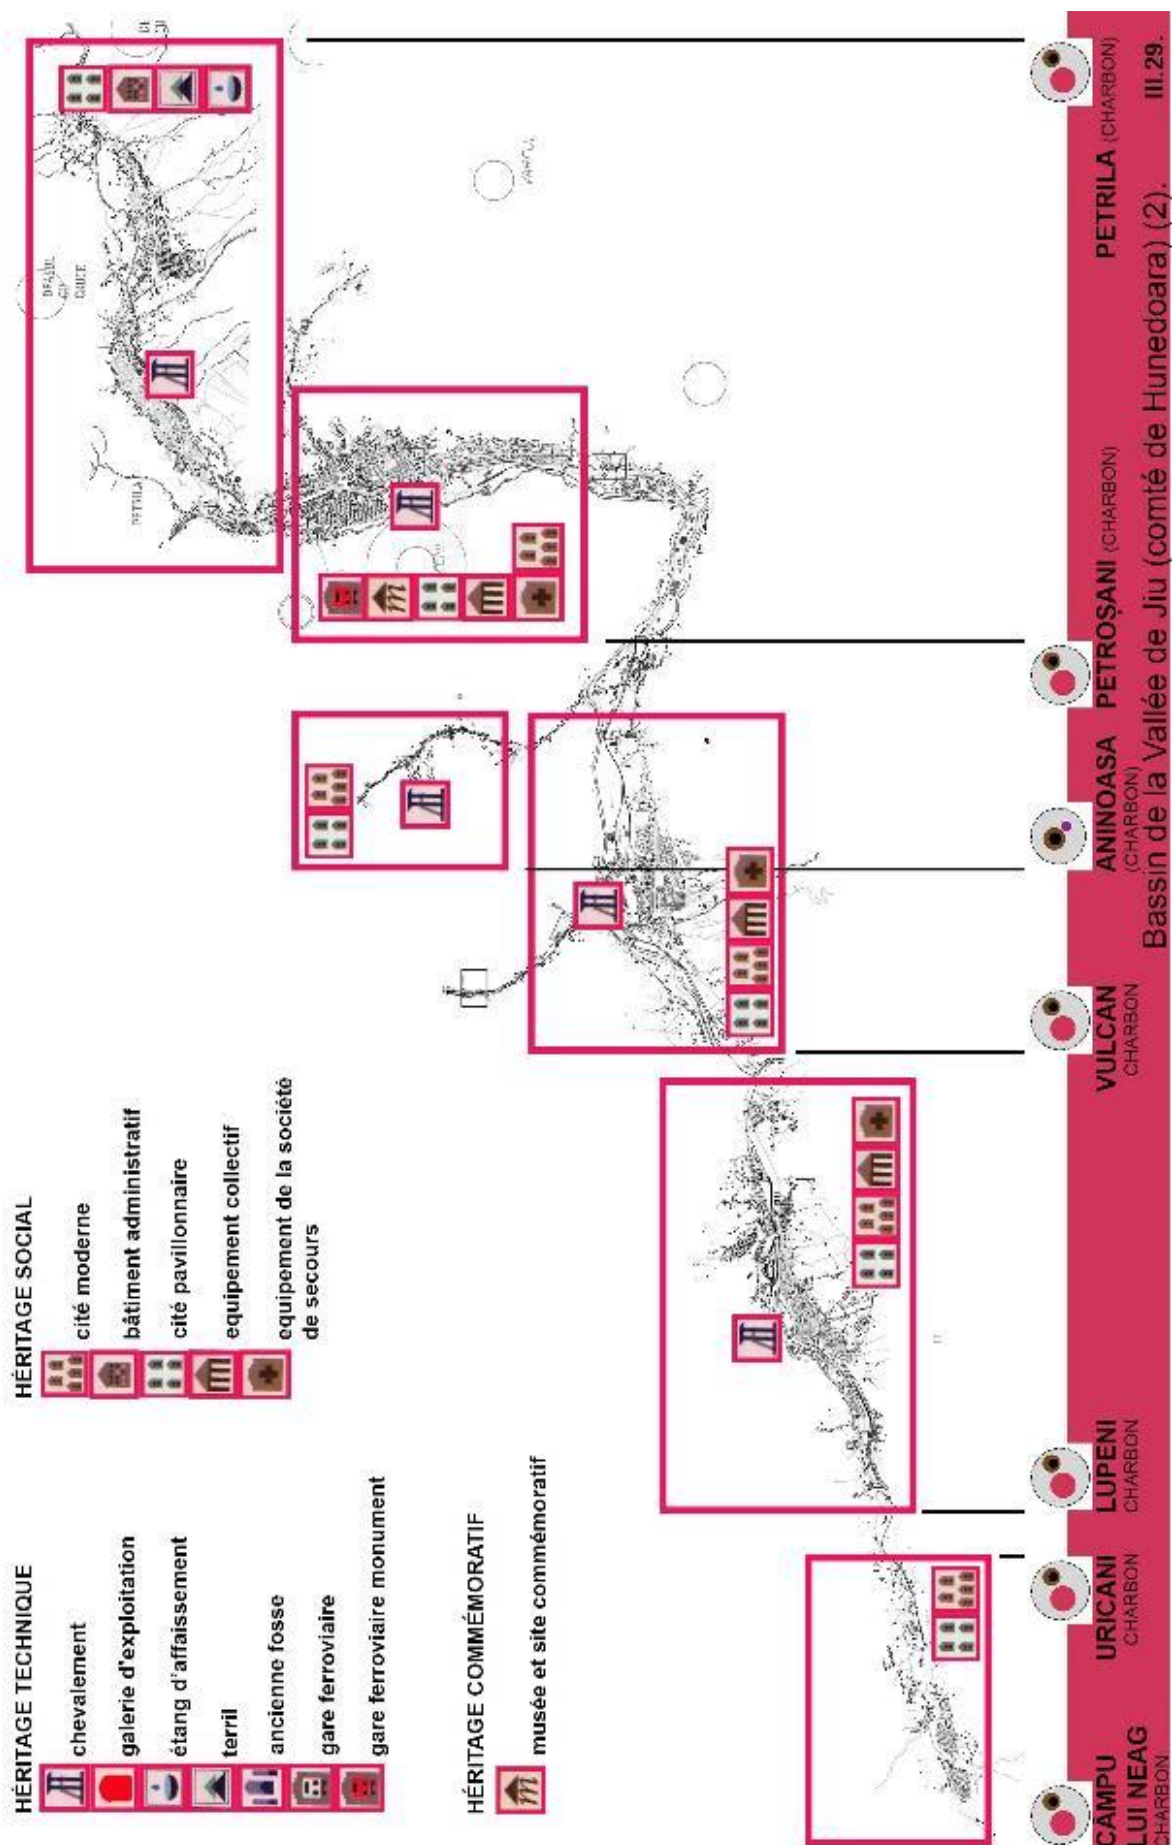 HÉRITAGE TECHNIQUE
chevalement
galerie d'exploitation
étang d'affaissement
terril
ancienne fosse
gare ferroviaire
gare ferroviaire monument
HÉRITAGE SOCIAL
cité moderne
bâtiment administratif
cité pavillonnaire
equipement collectif
equipement de la société
de secours
HÉRITAGE COMMÉMORATIF
m
musée et site commémoratif
m
CAMPU
LUI NEAG
CHARBON
URICANI
CHARBON
LUPENI
CHARBON
VULCAN
CHARBON
ANINOASA
(CHARBON)
PETROȘANI (CHARBON)
PETRILA (CHARBON)
Bassin de la Vallée de Jiu (comté de Hunedoara) (2).
III.29.